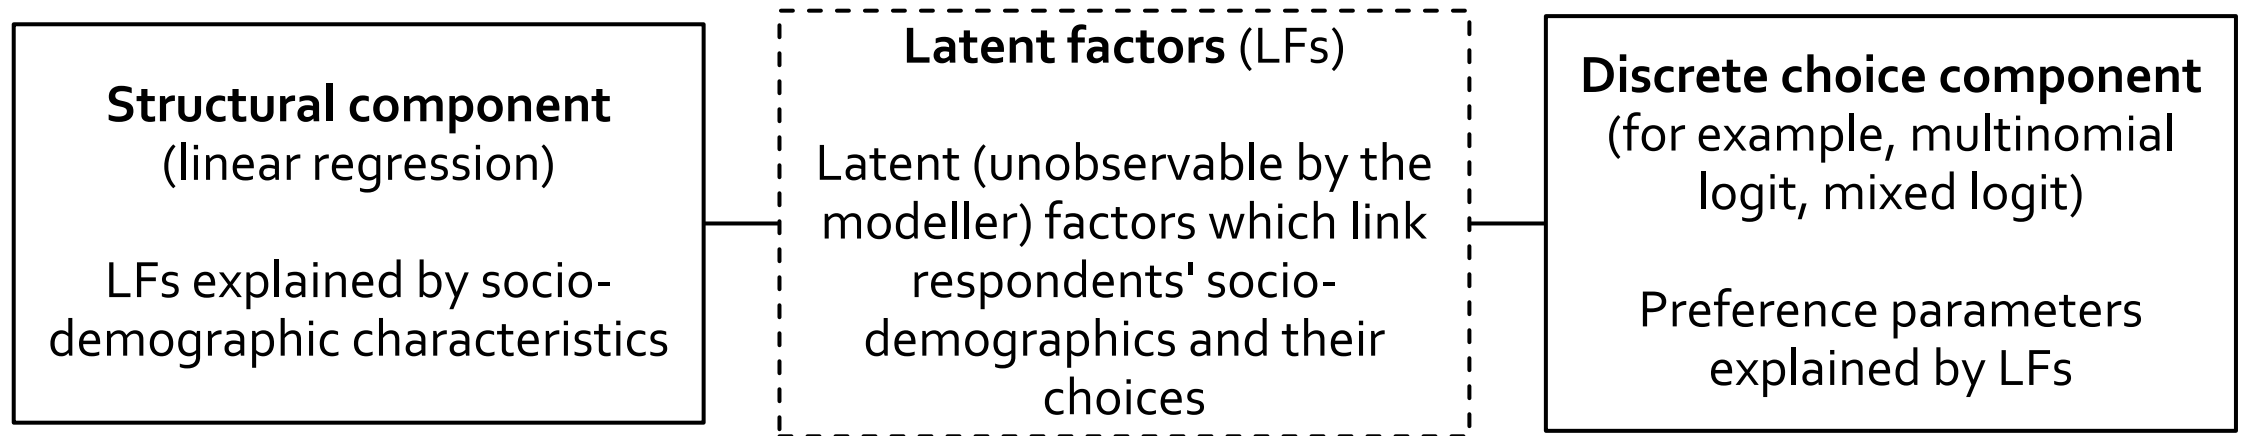 Structural component
(linear regression)
LFs explained by socio-
demographic characteristics
Latent factors (LFs)
Latent (unobservable by the
modeller) factors which link
respondents' socio-
demographics and their
choices
Discrete choice component
(for example, multinomial
logit, mixed logit)
Preference parameters
explained by LFs